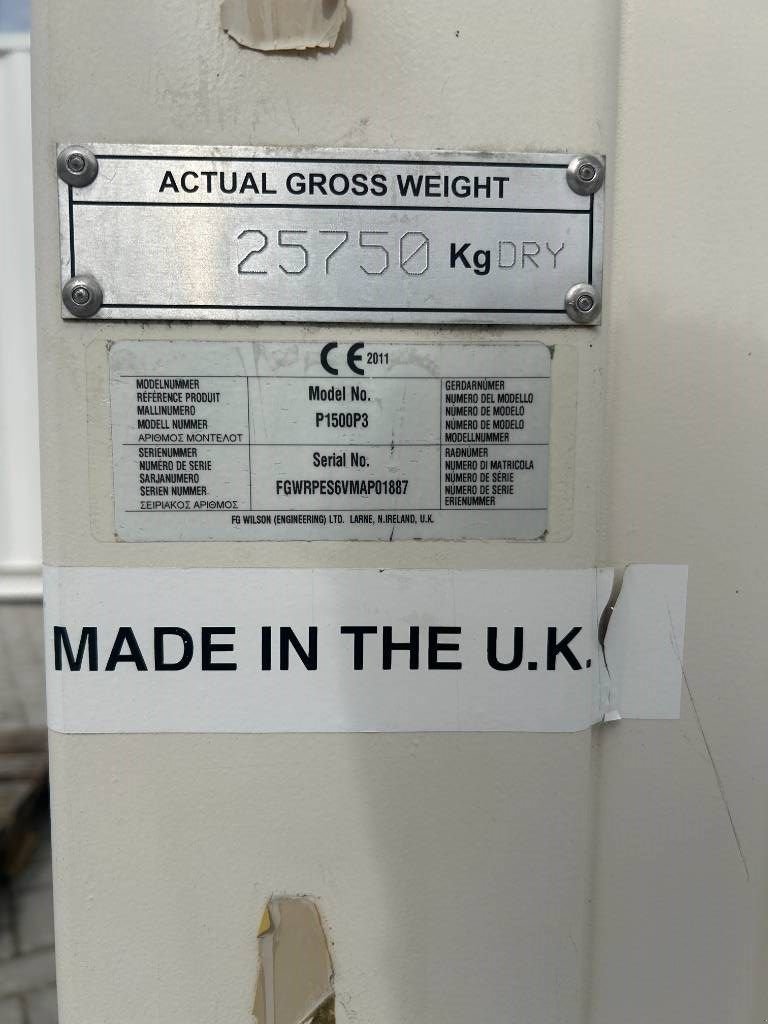 ACTUAL GROSS WEIGHT
25750 Kg DRY
CE 2011
MODELNUMMER
RÉFÉRENCE PRODUIT
MALLINUMERO
MODELL NUMMER
ΑΡΙΘΜΟΣ ΜΟΝΤΕΛΟΤ
Model No.
P1500P3
GERDARNÚMER
NUMERO DEL MODELLO
NÚMERO DE MODELO
NÚMERO DE MODELO
MODELLNUMMER
SERIENUMMER
NUMÉRO DE SERIE
SARJANUMERO
SERIEN NUMMER
ΣΕΙΡΙΑΚΟΣ ΑΡΙΘΜΟΣ
Serial No.
FGWRPES6VMAP01887
RAÐNÚMER
NUMERO DI MATRICOLA
NÚMERO DE SÉRIE
NÚMERO DE SERIE
ERIENUMMER
FG WILSON (ENGINEERING) LTD. LARNE, N.IRELAND, U.K.
MADE IN THE U.K.